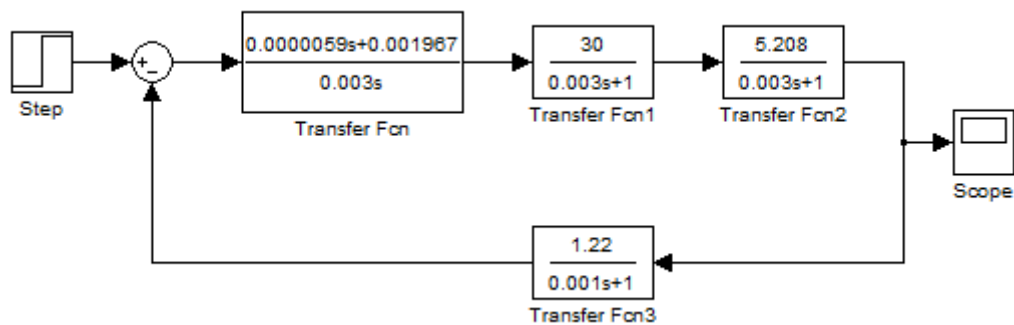 Step
0.0000059s+0.001967
0.003s
Transfer Fcn
30
0.003s+1
Transfer Fcn1
5.208
0.003s+1
Transfer Fcn2
Scope
1.22
0.001s+1
Transfer Fcn3